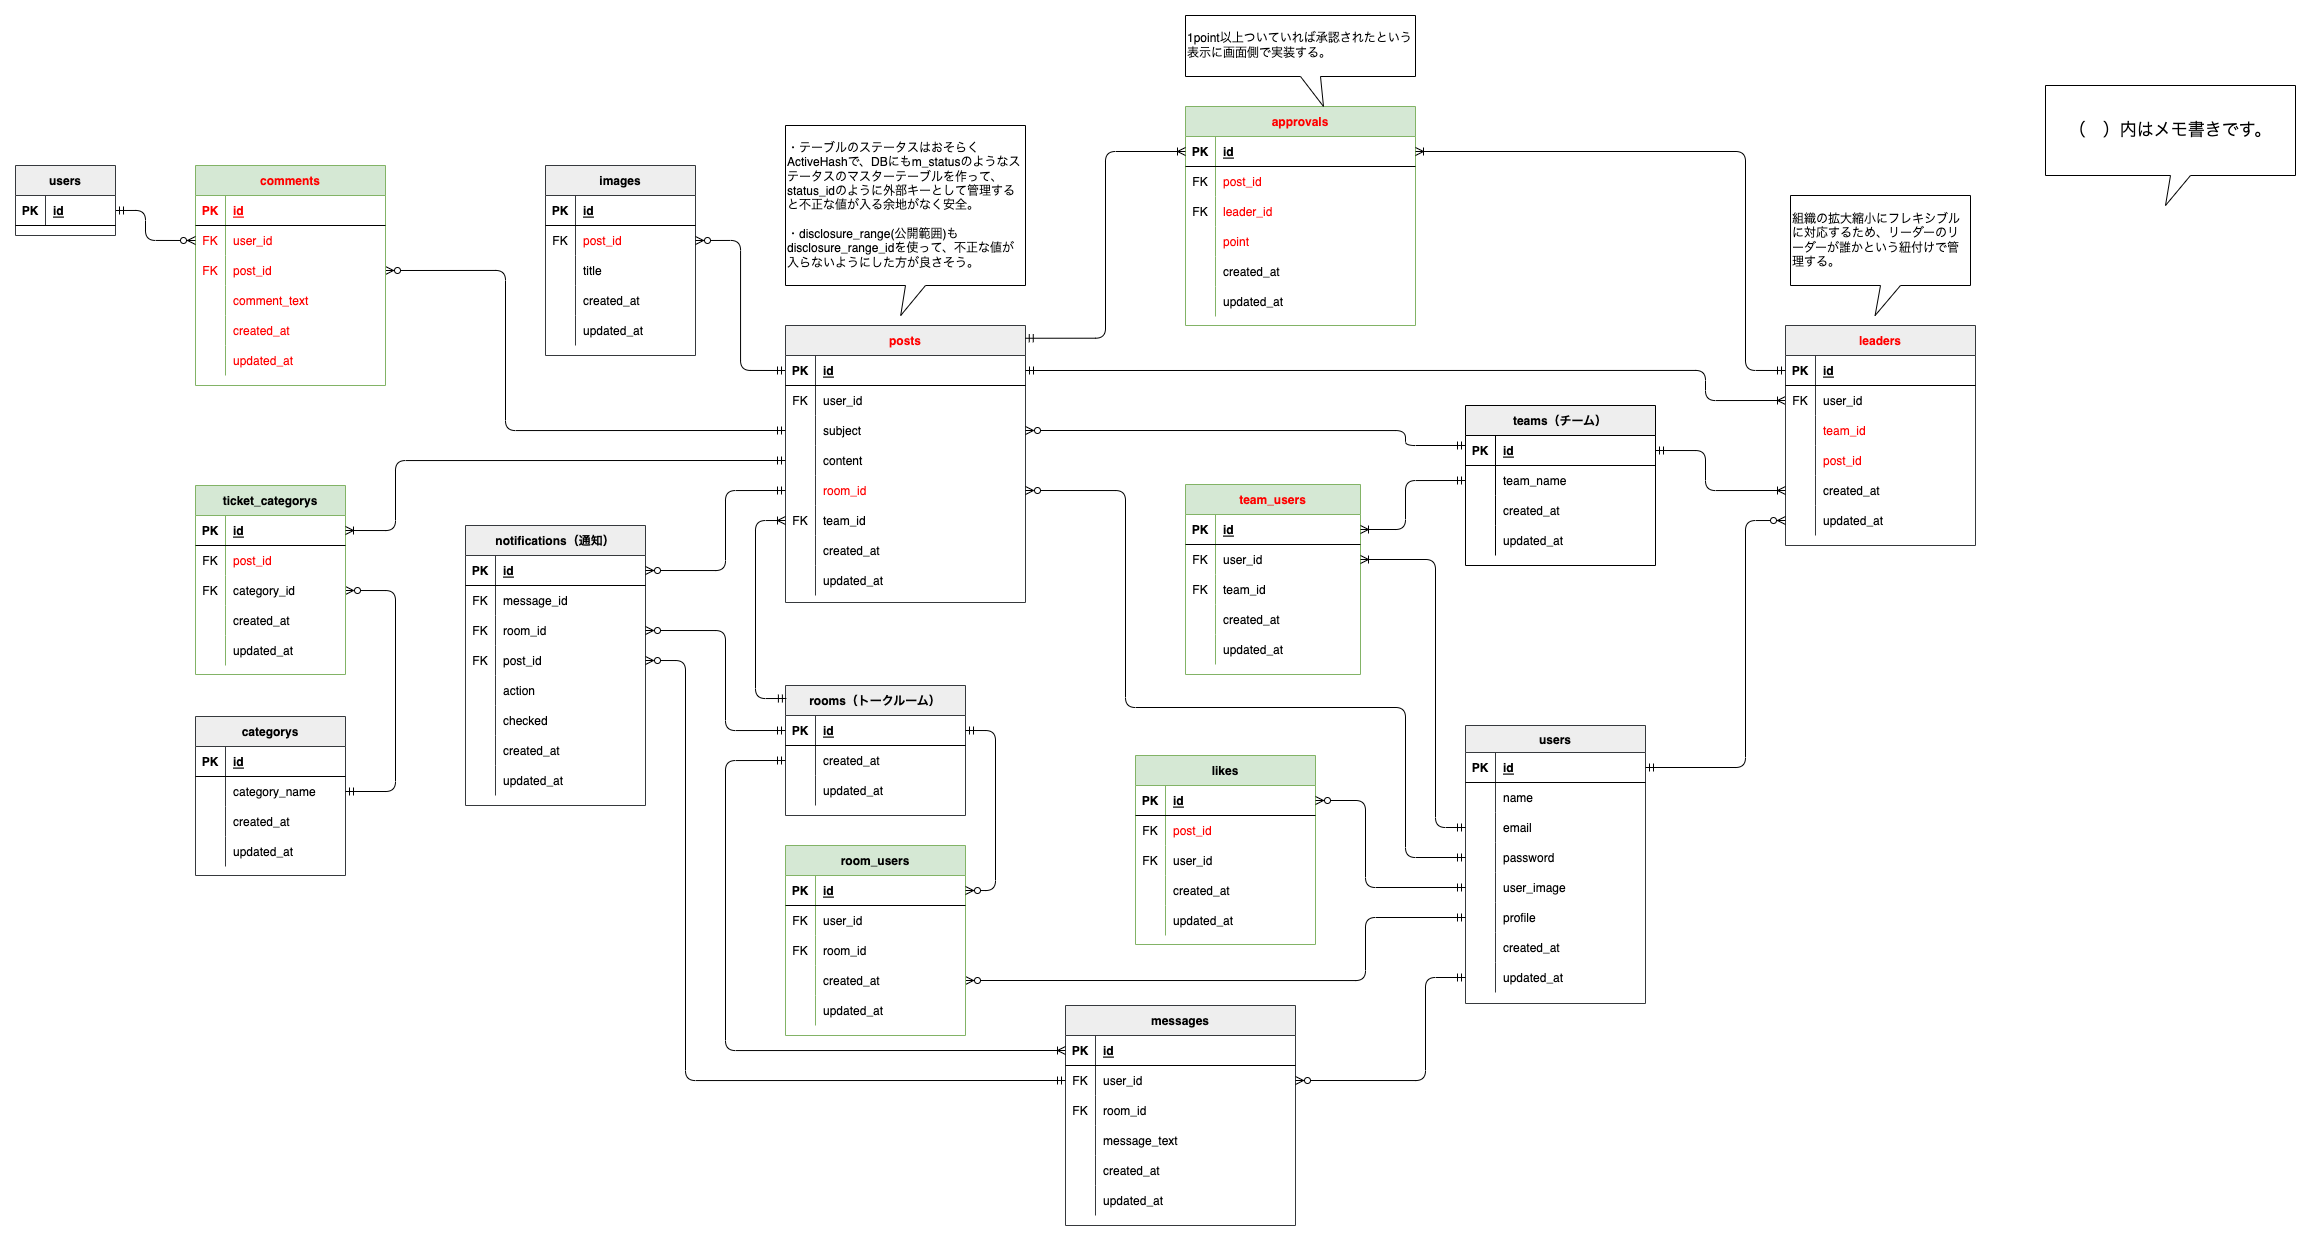 1point以上ついていれば承認されたという
表示に画面側で実装する。
（　）内はメモ書きです。
・テーブルのステータスはおそらく
ActiveHashで、DBにもm_statusのようなス
テータスのマスターテーブルを作って、
status_idのように外部キーとして管理する
と不正な値が入る余地がなく安全。
・disclosure_range(公開範囲)も
disclosure_range_idを使って、不正な値が
入らないようにした方が良さそう。
組織の拡大縮小にフレキシブル
に対応するため、リーダーのリ
ーダーが誰かという紐付けで管
理する。
users
PK id
comments
PK id
FK user_id
FK post_id
comment_text
created_at
updated_at
images
PK id
FK post_id
title
created_at
updated_at
approvals
PK id
FK post_id
FK leader_id
point
created_at
updated_at
posts
PK id
FK user_id
subject
content
room_id
FK team_id
created_at
updated_at
leaders
PK id
FK user_id
team_id
post_id
created_at
updated_at
teams（チーム）
PK id
team_name
created_at
updated_at
ticket_categorys
PK id
FK post_id
FK category_id
created_at
updated_at
team_users
PK id
FK user_id
FK team_id
created_at
updated_at
notifications（通知）
PK id
FK message_id
FK room_id
FK post_id
action
checked
created_at
updated_at
rooms（トークルーム）
PK id
created_at
updated_at
categorys
PK id
category_name
created_at
updated_at
likes
PK id
FK post_id
FK user_id
created_at
updated_at
users
PK id
name
email
password
user_image
profile
created_at
updated_at
room_users
PK id
FK user_id
FK room_id
created_at
updated_at
messages
PK id
FK user_id
FK room_id
message_text
created_at
updated_at